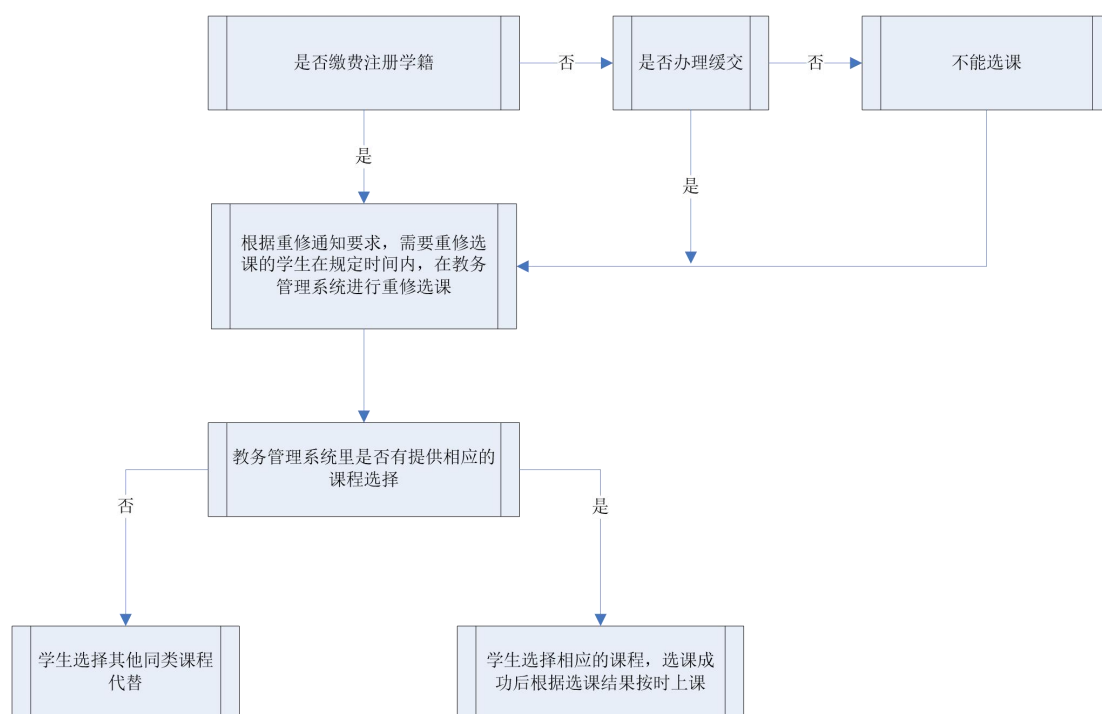 是否缴费注册学籍
否
是否办理缓交
否
不能选课
是
是
根据重修通知要求，需要重修选
课的学生在规定时间内，在教务
管理系统进行重修选课
教务管理系统里是否有提供相应的
课程选择
否
是
学生选择其他同类课程
代替
学生选择相应的课程，选课成
功后根据选课结果按时上课